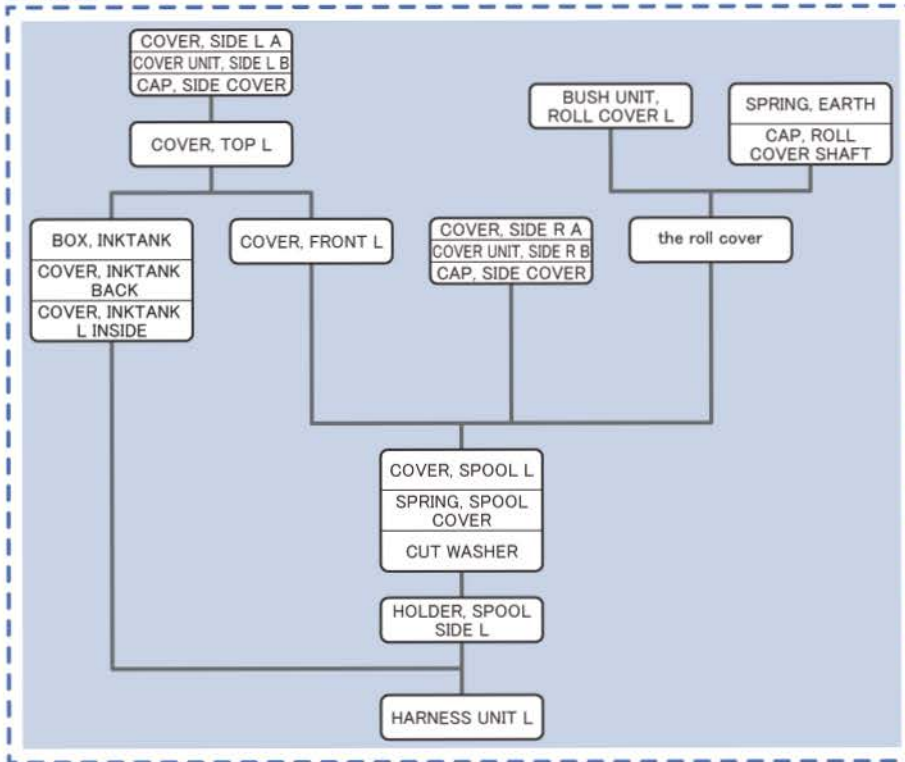 COVER, SIDE L A
COVER UNIT, SIDE L B
CAP, SIDE COVER
BUSH UNIT,
ROLL COVER L
SPRING, EARTH
CAP, ROLL
COVER SHAFT
COVER, TOP L
BOX, INKTANK
COVER, INKTANK
BACK
COVER, INKTANK
L INSIDE
COVER, FRONT L
COVER, SIDE R A
COVER UNIT, SIDE R B
CAP, SIDE COVER
the roll cover
COVER, SPOOL L
SPRING, SPOOL
COVER
CUT WASHER
HOLDER, SPOOL
SIDE L
HARNESS UNIT L